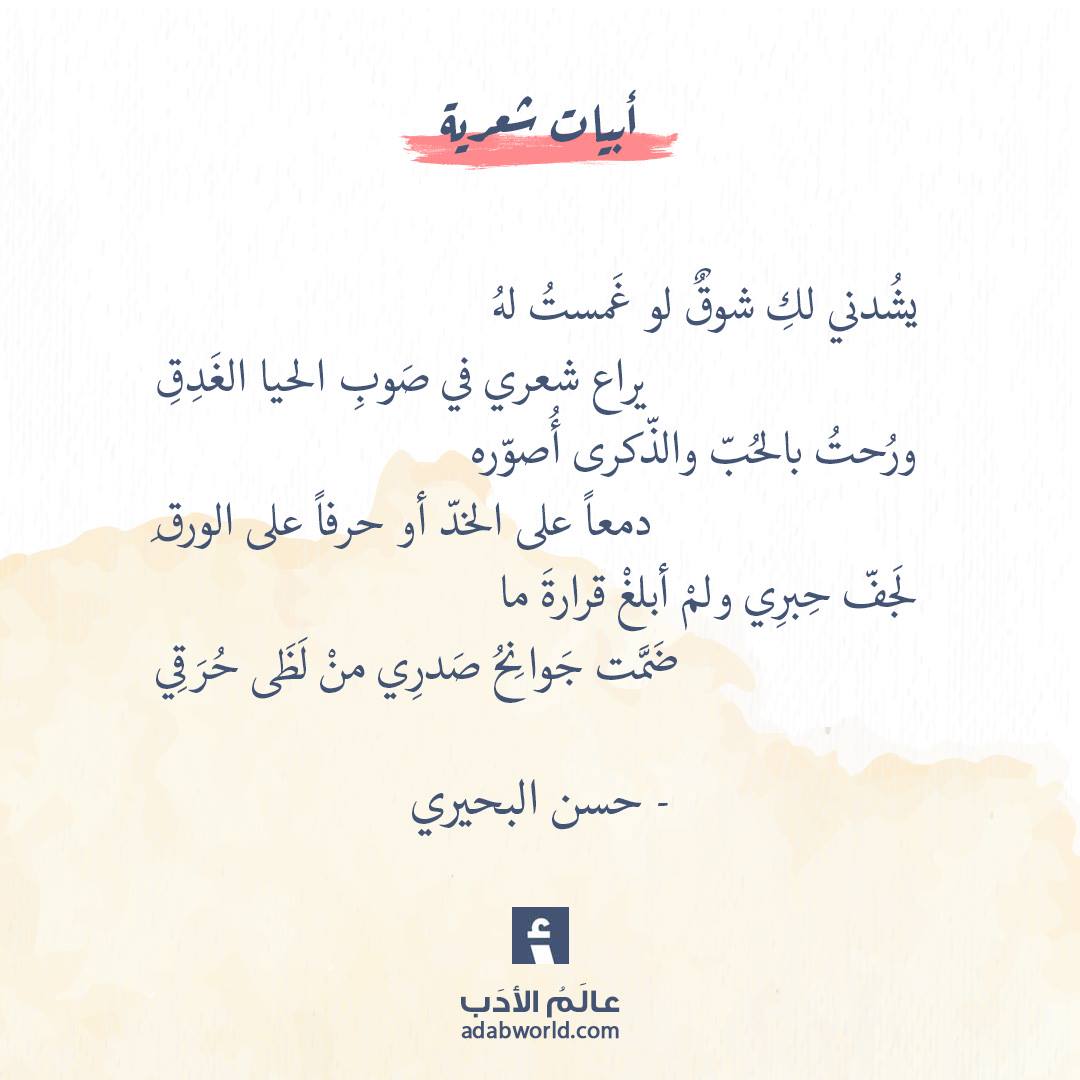 أبيات شعرية
يشُدني لكِ شوقٌ لو غَمستُ لهُ
يراع شعري في صَوبِ الحيا الغَدِقِ
ورُحتُ بالحُبّ والذّكرى أُصوّره
دمعاً على الخدّ أو حرفاً على الورقِ
لَجفّ حِبرِي ولمْ أبلغْ قرارةَ ما
ضَمَّت جَوانِحُ صَدرِي منْ لَظَى حُرَقِي
- حسن البحيري
أ
عالَمُ الأدَب
adabworld.com